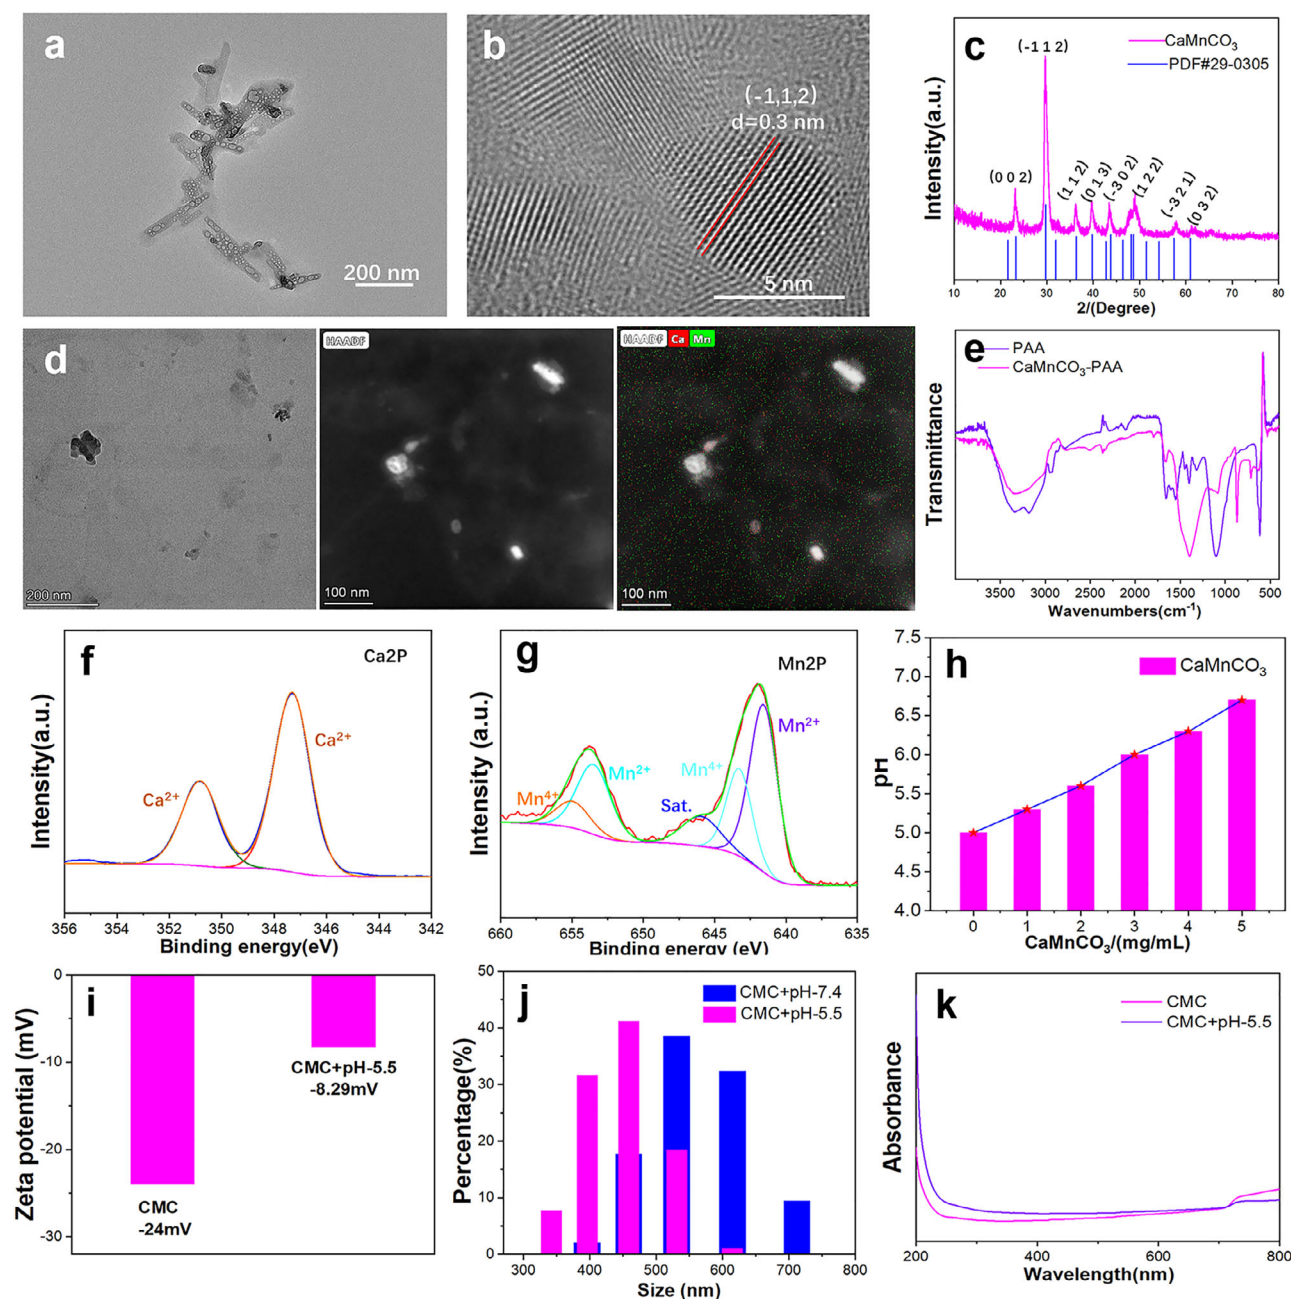 a
200 nm
b
(-1,1,2)
d=0.3 nm
5 nm
c
CaMnCO₃
PDF#29-0305
(0 0 2)
(-1 1 2)
(1 1 2)
(0 1 3)
(-3 0 2)
(1 2 2)
(-3 2 1)
(0 3 2)
Intensity(a.u.)
10 20 30 40 50 60 70 80
2/(Degree)
d
200 nm
HAADF
100 nm
HAADF Ca Mn
100 nm
e
PAA
CaMnCO₃-PAA
Transmittance
3500 3000 2500 2000 1500 1000 500
Wavenumbers(cm⁻¹)
f
Ca2P
Ca²⁺
Ca²⁺
Intensity(a.u.)
356 354 352 350 348 346 344 342
Binding energy(eV)
g
Mn2P
Mn²⁺
Mn⁴⁺
Mn²⁺
Mn⁴⁺
Sat.
Intensity (a.u.)
660 655 650 645 640 635
Binding energy (eV)
h
CaMnCO₃
pH
7.5
7.0
6.5
6.0
5.5
5.0
4.5
4.0
0 1 2 3 4 5
CaMnCO₃/(mg/mL)
i
Zeta potential (mV)
0
-10
-20
-30
CMC
-24mV
CMC+pH-5.5
-8.29mV
j
CMC+pH-7.4
CMC+pH-5.5
Percentage(%)
50
40
30
20
10
0
300 400 500 600 700 800
Size (nm)
k
CMC
CMC+pH-5.5
Absorbance
200 400 600 800
Wavelength(nm)